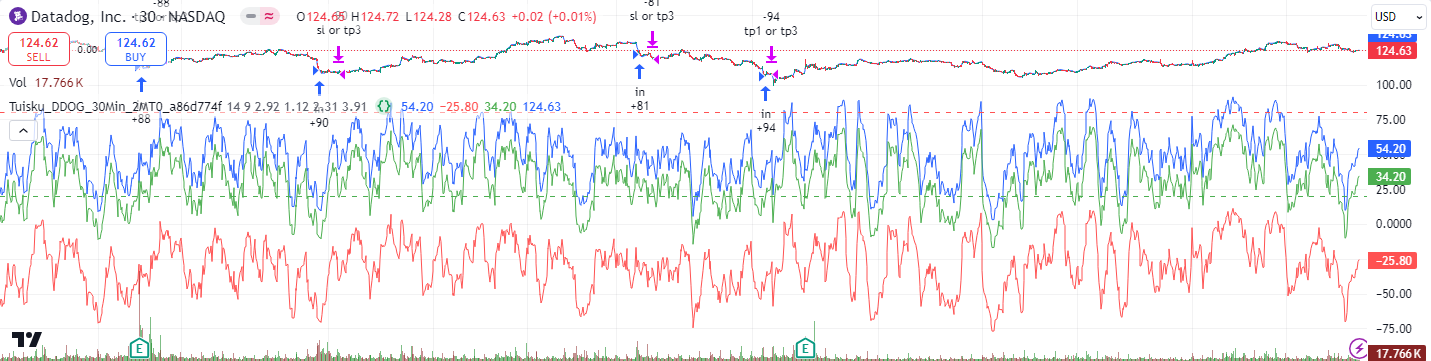 -88
Datadog, Inc. · 30 · NASDAQ O124.65 H124.72 L124.28 C124.63 +0.02 (+0.01%)
124.62
SELL
0.00
124.62
BUY
sl or tp3
-81
sl or tp3
-94
tp1 or tp3
USD
124.63
124.63
Vol 17.766 K
100.00
Tuisku_DDOG_30Min_2MT0_a86d774f 14 9 2.92 1.12 2.31 3.91 {} 54.20 −25.80 34.20 124.63
in
+88
in
+90
in
+81
in
+94
75.00
54.20
50.00
34.20
25.00
0.0000
−25.80
−50.00
−75.00
E
E
17.766 K